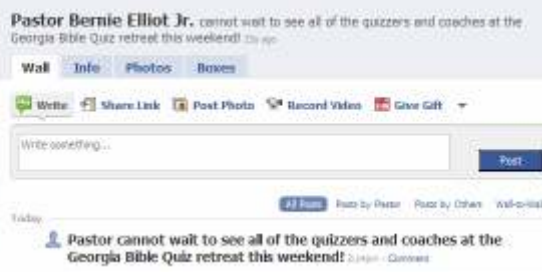 Pastor Bernie Elliot Jr. cannot wait to see all of the quizzers and coaches at the
Georgia Bible Quiz retreat this weekend!
Wall Info Photos Boxes
Write Share Link Post Photo Record Video Give Gift
Write something...
Post
All Posts Posts by Pastor Posts by Others Wall-to-Wall
Today
Pastor cannot wait to see all of the quizzers and coaches at the
Georgia Bible Quiz retreat this weekend! Comment